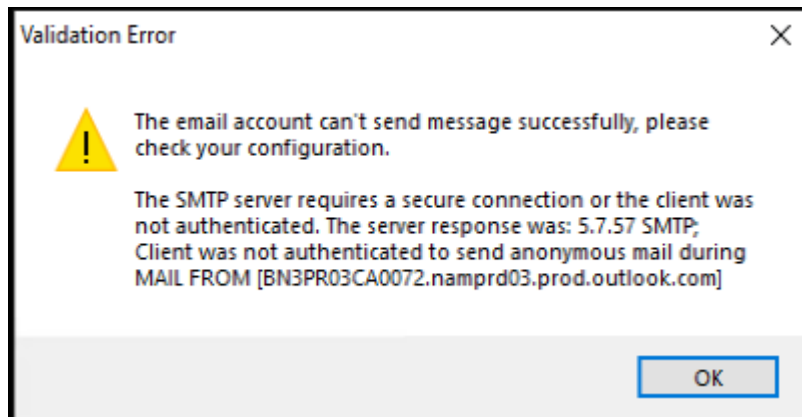 Validation Error
The email account can't send message successfully, please
check your configuration.
The SMTP server requires a secure connection or the client was
not authenticated. The server response was: 5.7.57 SMTP;
Client was not authenticated to send anonymous mail during
MAIL FROM [BN3PR03CA0072.namprd03.prod.outlook.com]
OK